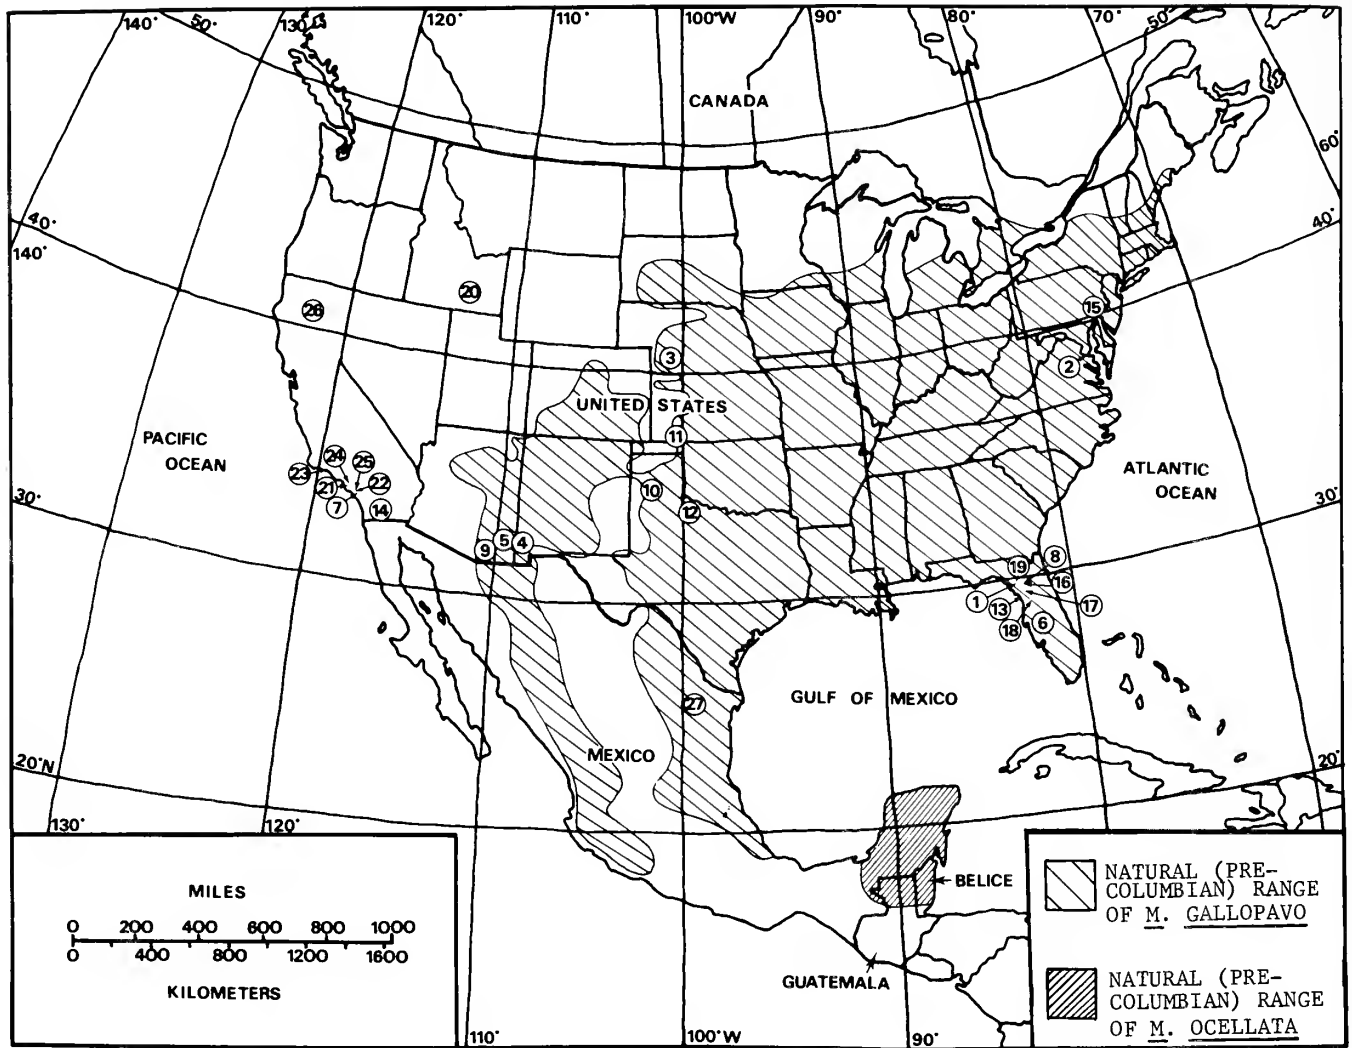 140° 50° 130° 120° 110° 100°W 90° 80° 70° 50°
CANADA
60°
40°
140°
40°
20
26
15
3
2
UNITED STATES
PACIFIC
OCEAN
11
24 25
23 21 22
7 14
10
12
ATLANTIC
OCEAN
30°
30°
9 5 4
19 8
16
1 13 17
18 6
27
GULF OF MEXICO
MEXICO
20°N
20°
130° 120°
BELICE
GUATEMALA
110° 100°W 90°
MILES
0 200 400 600 800 1000
0 400 800 1200 1600
KILOMETERS
NATURAL (PRE-
COLUMBIAN) RANGE
OF M. GALLOPAVO
NATURAL (PRE-
COLUMBIAN) RANGE
OF M. OCELLATA